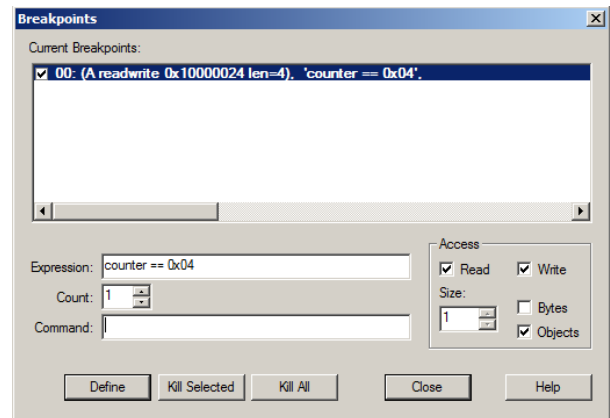 Breakpoints
Current Breakpoints:
00: (A readwrite 0x10000024 len=4), 'counter == 0x04',
Access
Expression: counter == 0x04
Read Write
Count: 1
Size:
1
Bytes
Command:
Objects
Define Kill Selected Kill All Close Help